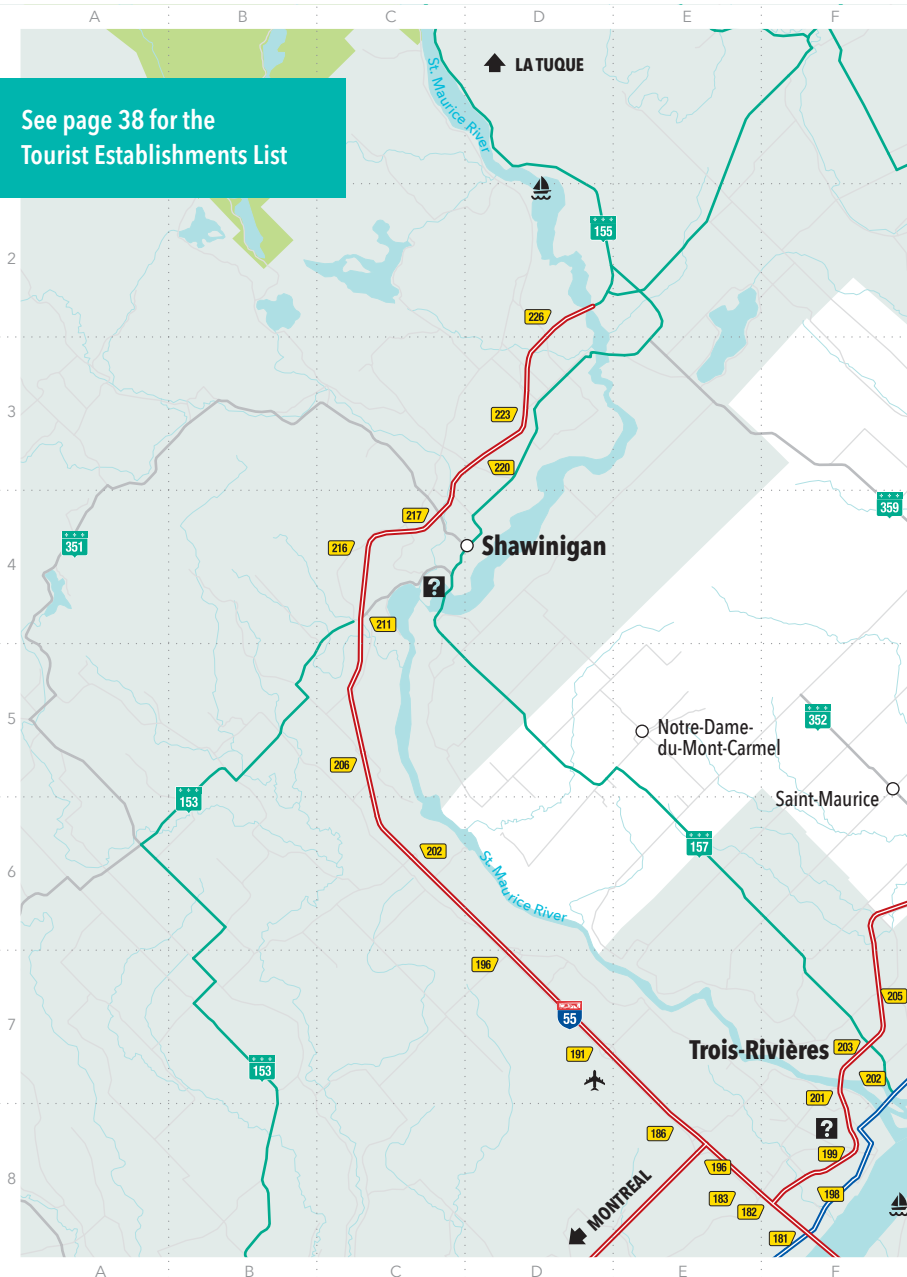 A B C D E F
LA TUQUE
St. Maurice River
See page 38 for the
Tourist Establishments List
155
2
226
3
223
220
359
217
351
216
Shawinigan
4
?
211
5
352
Notre-Dame-
du-Mont-Carmel
206
153
Saint-Maurice
157
202
6
St. Maurice River
196
205
55
7
203
Trois-Rivières
191
153
202
201
?
186
199
196
8
198
183
MONTREAL
182
181
A B C D E F